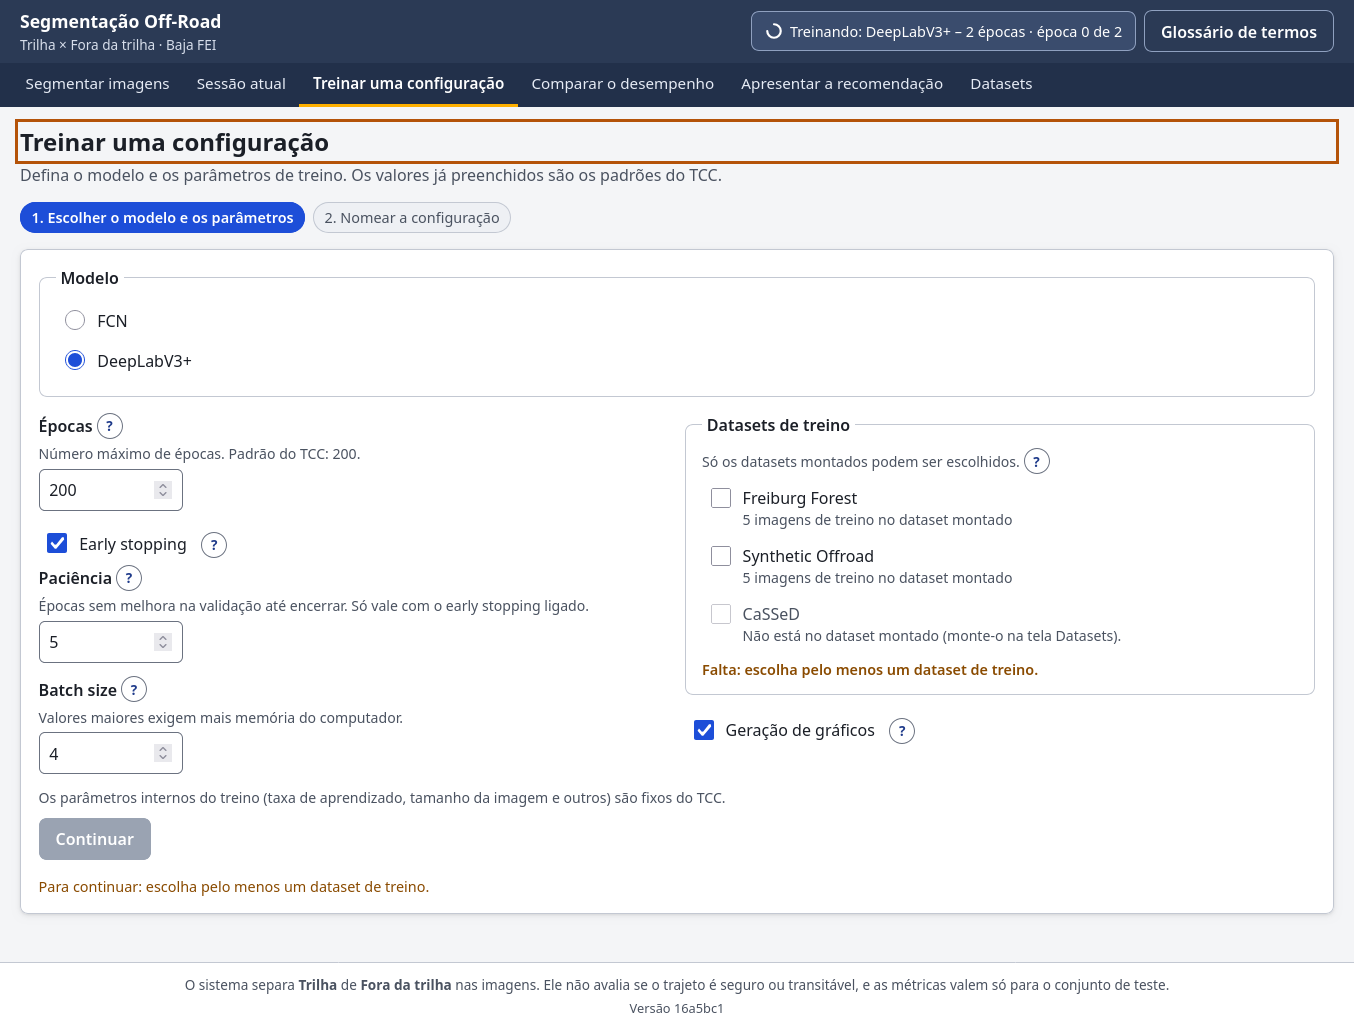 Segmentação Off-Road
Trilha × Fora da trilha · Baja FEI
Treinando: DeepLabV3+ – 2 épocas · época 0 de 2
Glossário de termos
Segmentar imagens
Sessão atual
Treinar uma configuração
Comparar o desempenho
Apresentar a recomendação
Datasets
Treinar uma configuração
Defina o modelo e os parâmetros de treino. Os valores já preenchidos são os padrões do TCC.
1. Escolher o modelo e os parâmetros
2. Nomear a configuração
Modelo
FCN
DeepLabV3+
Épocas ?
Número máximo de épocas. Padrão do TCC: 200.
200
Early stopping ?
Paciência ?
Épocas sem melhora na validação até encerrar. Só vale com o early stopping ligado.
5
Batch size ?
Valores maiores exigem mais memória do computador.
4
Datasets de treino
Só os datasets montados podem ser escolhidos. ?
Freiburg Forest
5 imagens de treino no dataset montado
Synthetic Offroad
5 imagens de treino no dataset montado
CaSSeD
Não está no dataset montado (monte-o na tela Datasets).
Falta: escolha pelo menos um dataset de treino.
Geração de gráficos ?
Os parâmetros internos do treino (taxa de aprendizado, tamanho da imagem e outros) são fixos do TCC.
Continuar
Para continuar: escolha pelo menos um dataset de treino.
O sistema separa Trilha de Fora da trilha nas imagens. Ele não avalia se o trajeto é seguro ou transitável, e as métricas valem só para o conjunto de teste.
Versão 16a5bc1